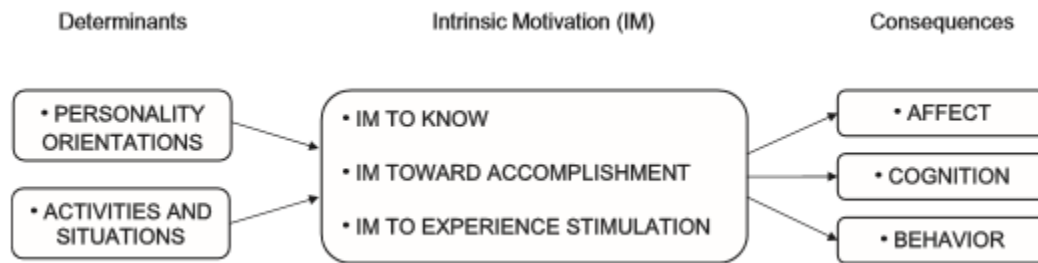 Determinants
Intrinsic Motivation (IM)
Consequences
• PERSONALITY
ORIENTATIONS
• ACTIVITIES AND
SITUATIONS
• IM TO KNOW
• IM TOWARD ACCOMPLISHMENT
• IM TO EXPERIENCE STIMULATION
• AFFECT
• COGNITION
• BEHAVIOR